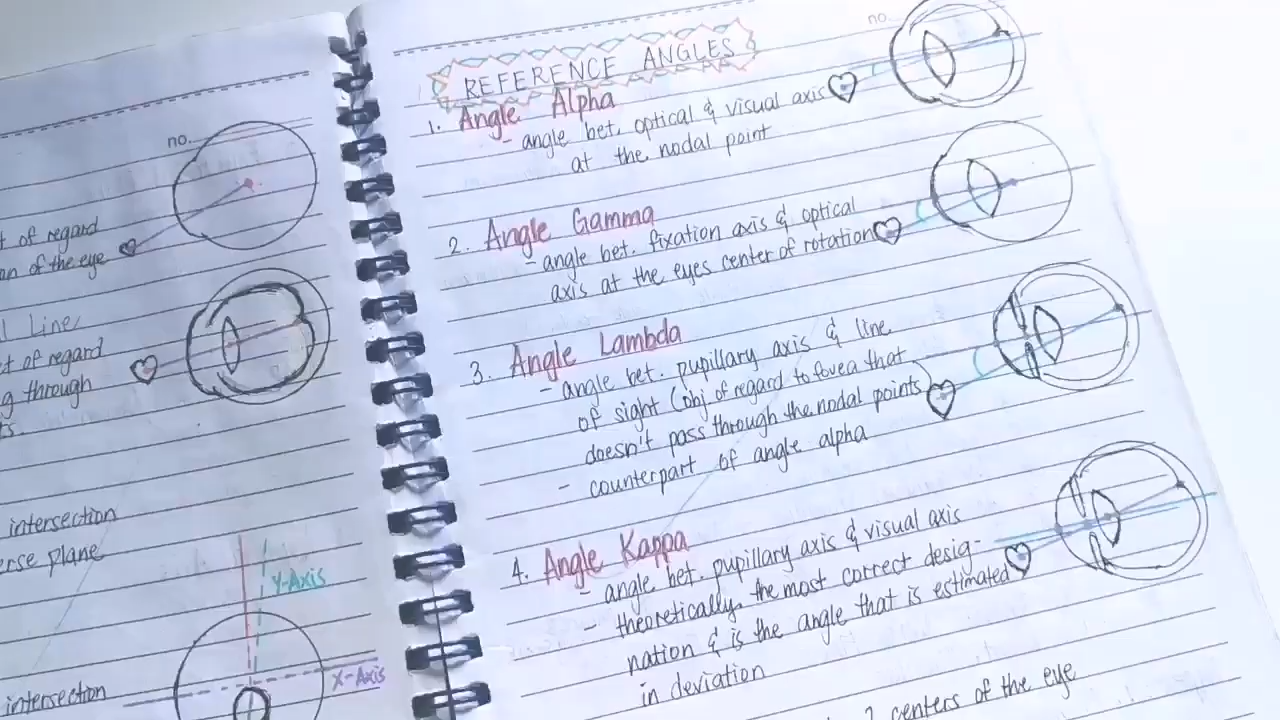 no.
t of regard
on of the eye
l Line
ct of regard
g through
ts.
intersection
erse plane
Y-Axis
X-Axis
intersection
no.
REFERENCE ANGLES
1. Angle Alpha
- angle bet. optical & visual axis
at the nodal point
2. Angle Gamma
- angle bet. fixation axis & optical
axis at the eyes center of rotation
3. Angle Lambda
- angle bet. pupillary axis & line
of sight (obj of regard to fovea that
doesn't pass through the nodal points
- counterpart of angle alpha
4. Angle Kappa
- angle bet. pupillary axis & visual axis
- theoretically, the most correct desig-
nation & is the angle that is estimated
in deviation
2 centers of the eye